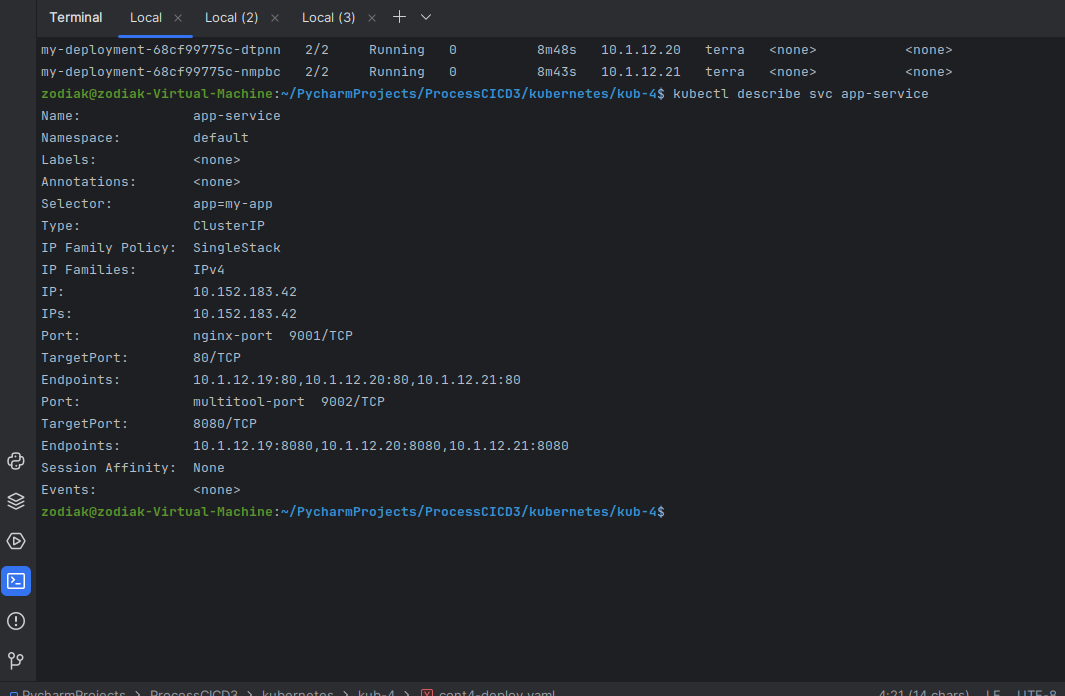 Terminal Local × Local (2) × Local (3) ×
my-deployment-68cf99775c-dtpnn 2/2 Running 0 8m48s 10.1.12.20 terra <none> <none>
my-deployment-68cf99775c-nmpbc 2/2 Running 0 8m43s 10.1.12.21 terra <none> <none>
zodiak@zodiak-Virtual-Machine:~/PycharmProjects/ProcessCICD3/kubernetes/kub-4$ kubectl describe svc app-service
Name: app-service
Namespace: default
Labels: <none>
Annotations: <none>
Selector: app=my-app
Type: ClusterIP
IP Family Policy: SingleStack
IP Families: IPv4
IP: 10.152.183.42
IPs: 10.152.183.42
Port: nginx-port 9001/TCP
TargetPort: 80/TCP
Endpoints: 10.1.12.19:80,10.1.12.20:80,10.1.12.21:80
Port: multitool-port 9002/TCP
TargetPort: 8080/TCP
Endpoints: 10.1.12.19:8080,10.1.12.20:8080,10.1.12.21:8080
Session Affinity: None
Events: <none>
zodiak@zodiak-Virtual-Machine:~/PycharmProjects/ProcessCICD3/kubernetes/kub-4$
PycharmProjects > ProcessCICD3 > kubernetes > kub-4 > cont4-deploy.yaml 4:21 (14 chars) LF UTF-8